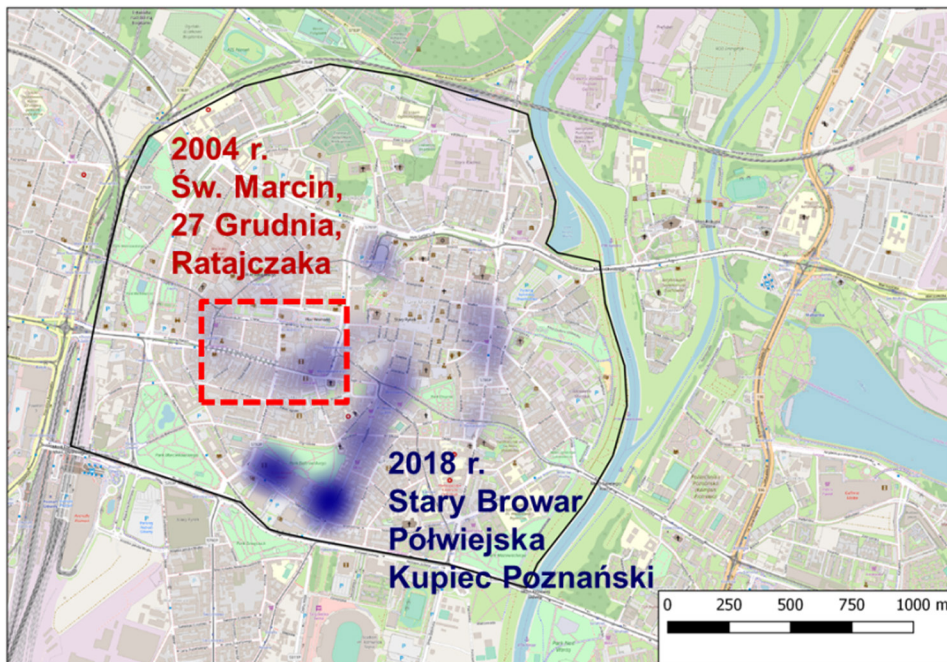 2004 r.
Św. Marcin,
27 Grudnia,
Ratajczaka
2018 r.
Stary Browar
Półwiejska
Kupiec Poznański
0 250 500 750 1000 m